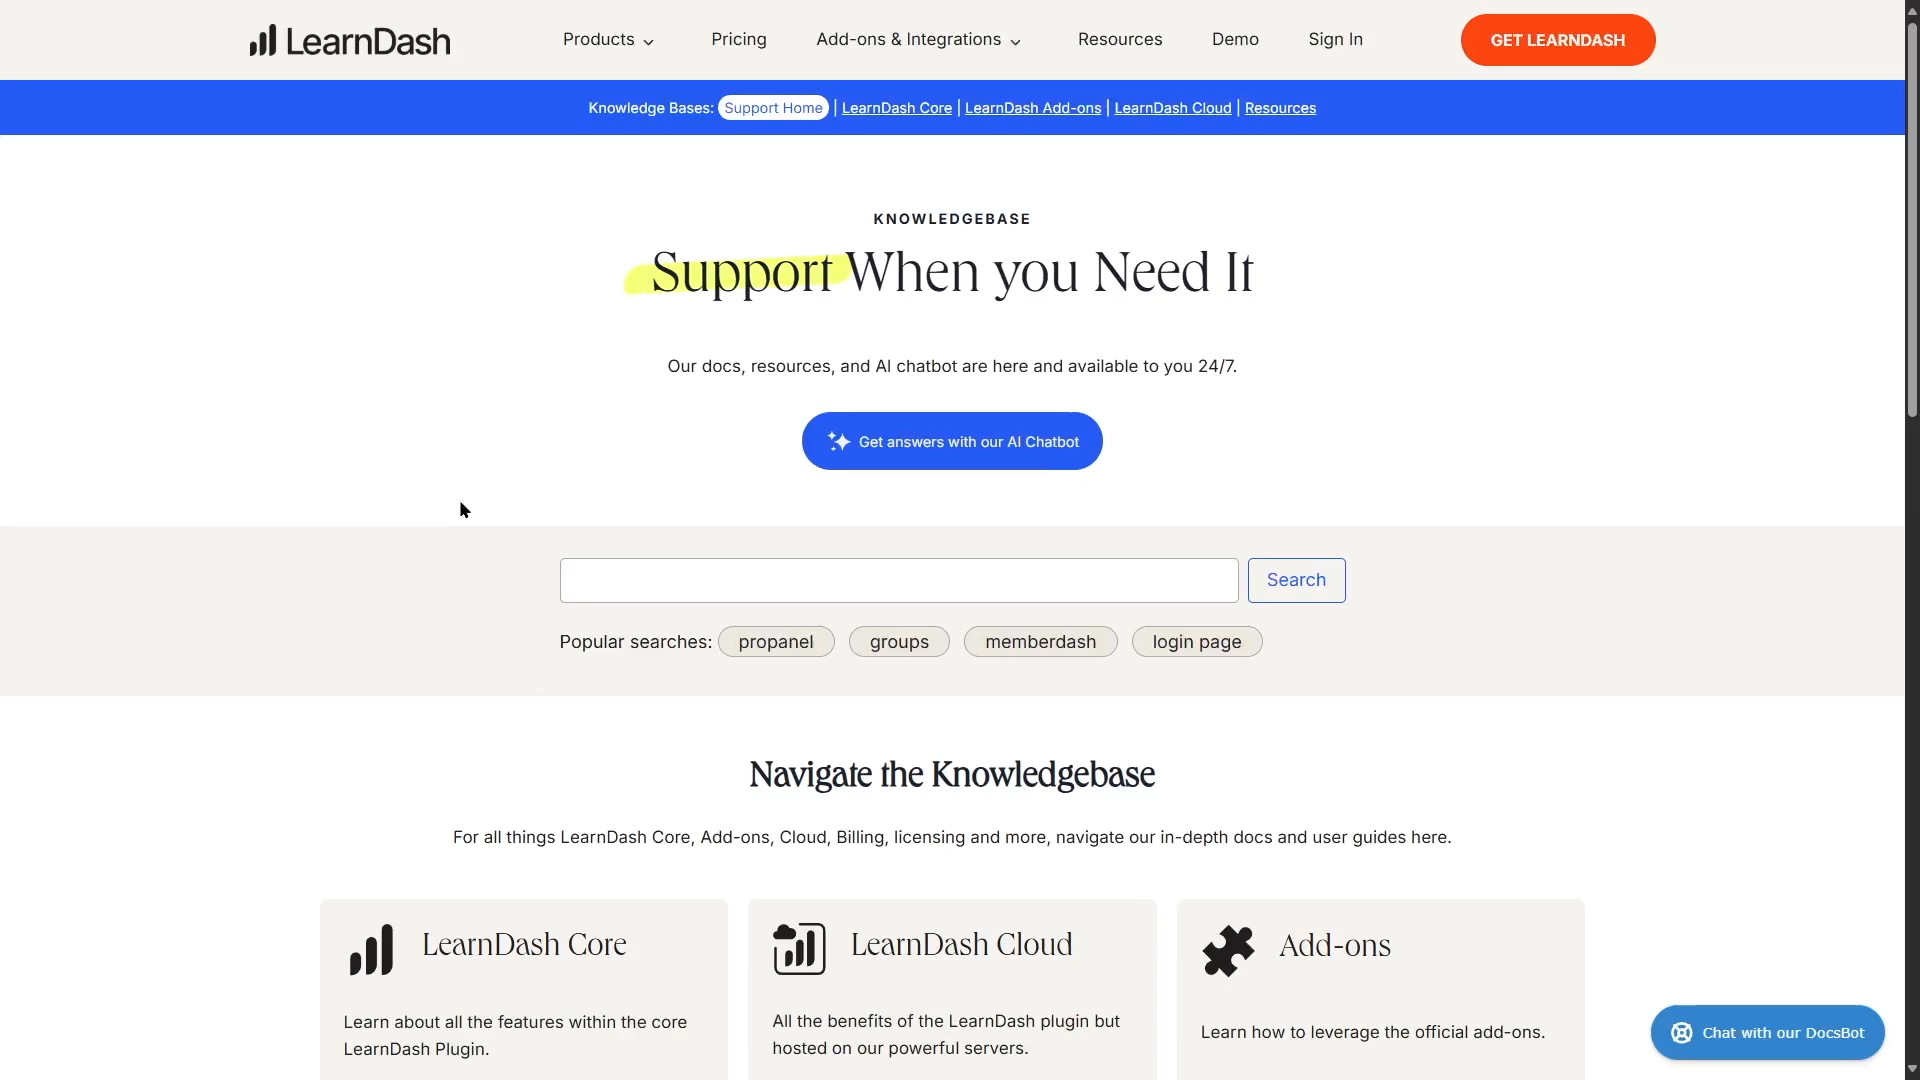 LearnDash
Products
Pricing
Add-ons & Integrations
Resources
Demo
Sign In
GET LEARNDASH
Knowledge Bases: Support Home | LearnDash Core | LearnDash Add-ons | LearnDash Cloud | Resources
KNOWLEDGEBASE
Support When you Need It
Our docs, resources, and AI chatbot are here and available to you 24/7.
Get answers with our AI Chatbot
Search
Popular searches: propanel groups memberdash login page
Navigate the Knowledgebase
For all things LearnDash Core, Add-ons, Cloud, Billing, licensing and more, navigate our in-depth docs and user guides here.
LearnDash Core
Learn about all the features within the core
LearnDash Plugin.
LearnDash Cloud
All the benefits of the LearnDash plugin but
hosted on our powerful servers.
Add-ons
Learn how to leverage the official add-ons.
Chat with our DocsBot